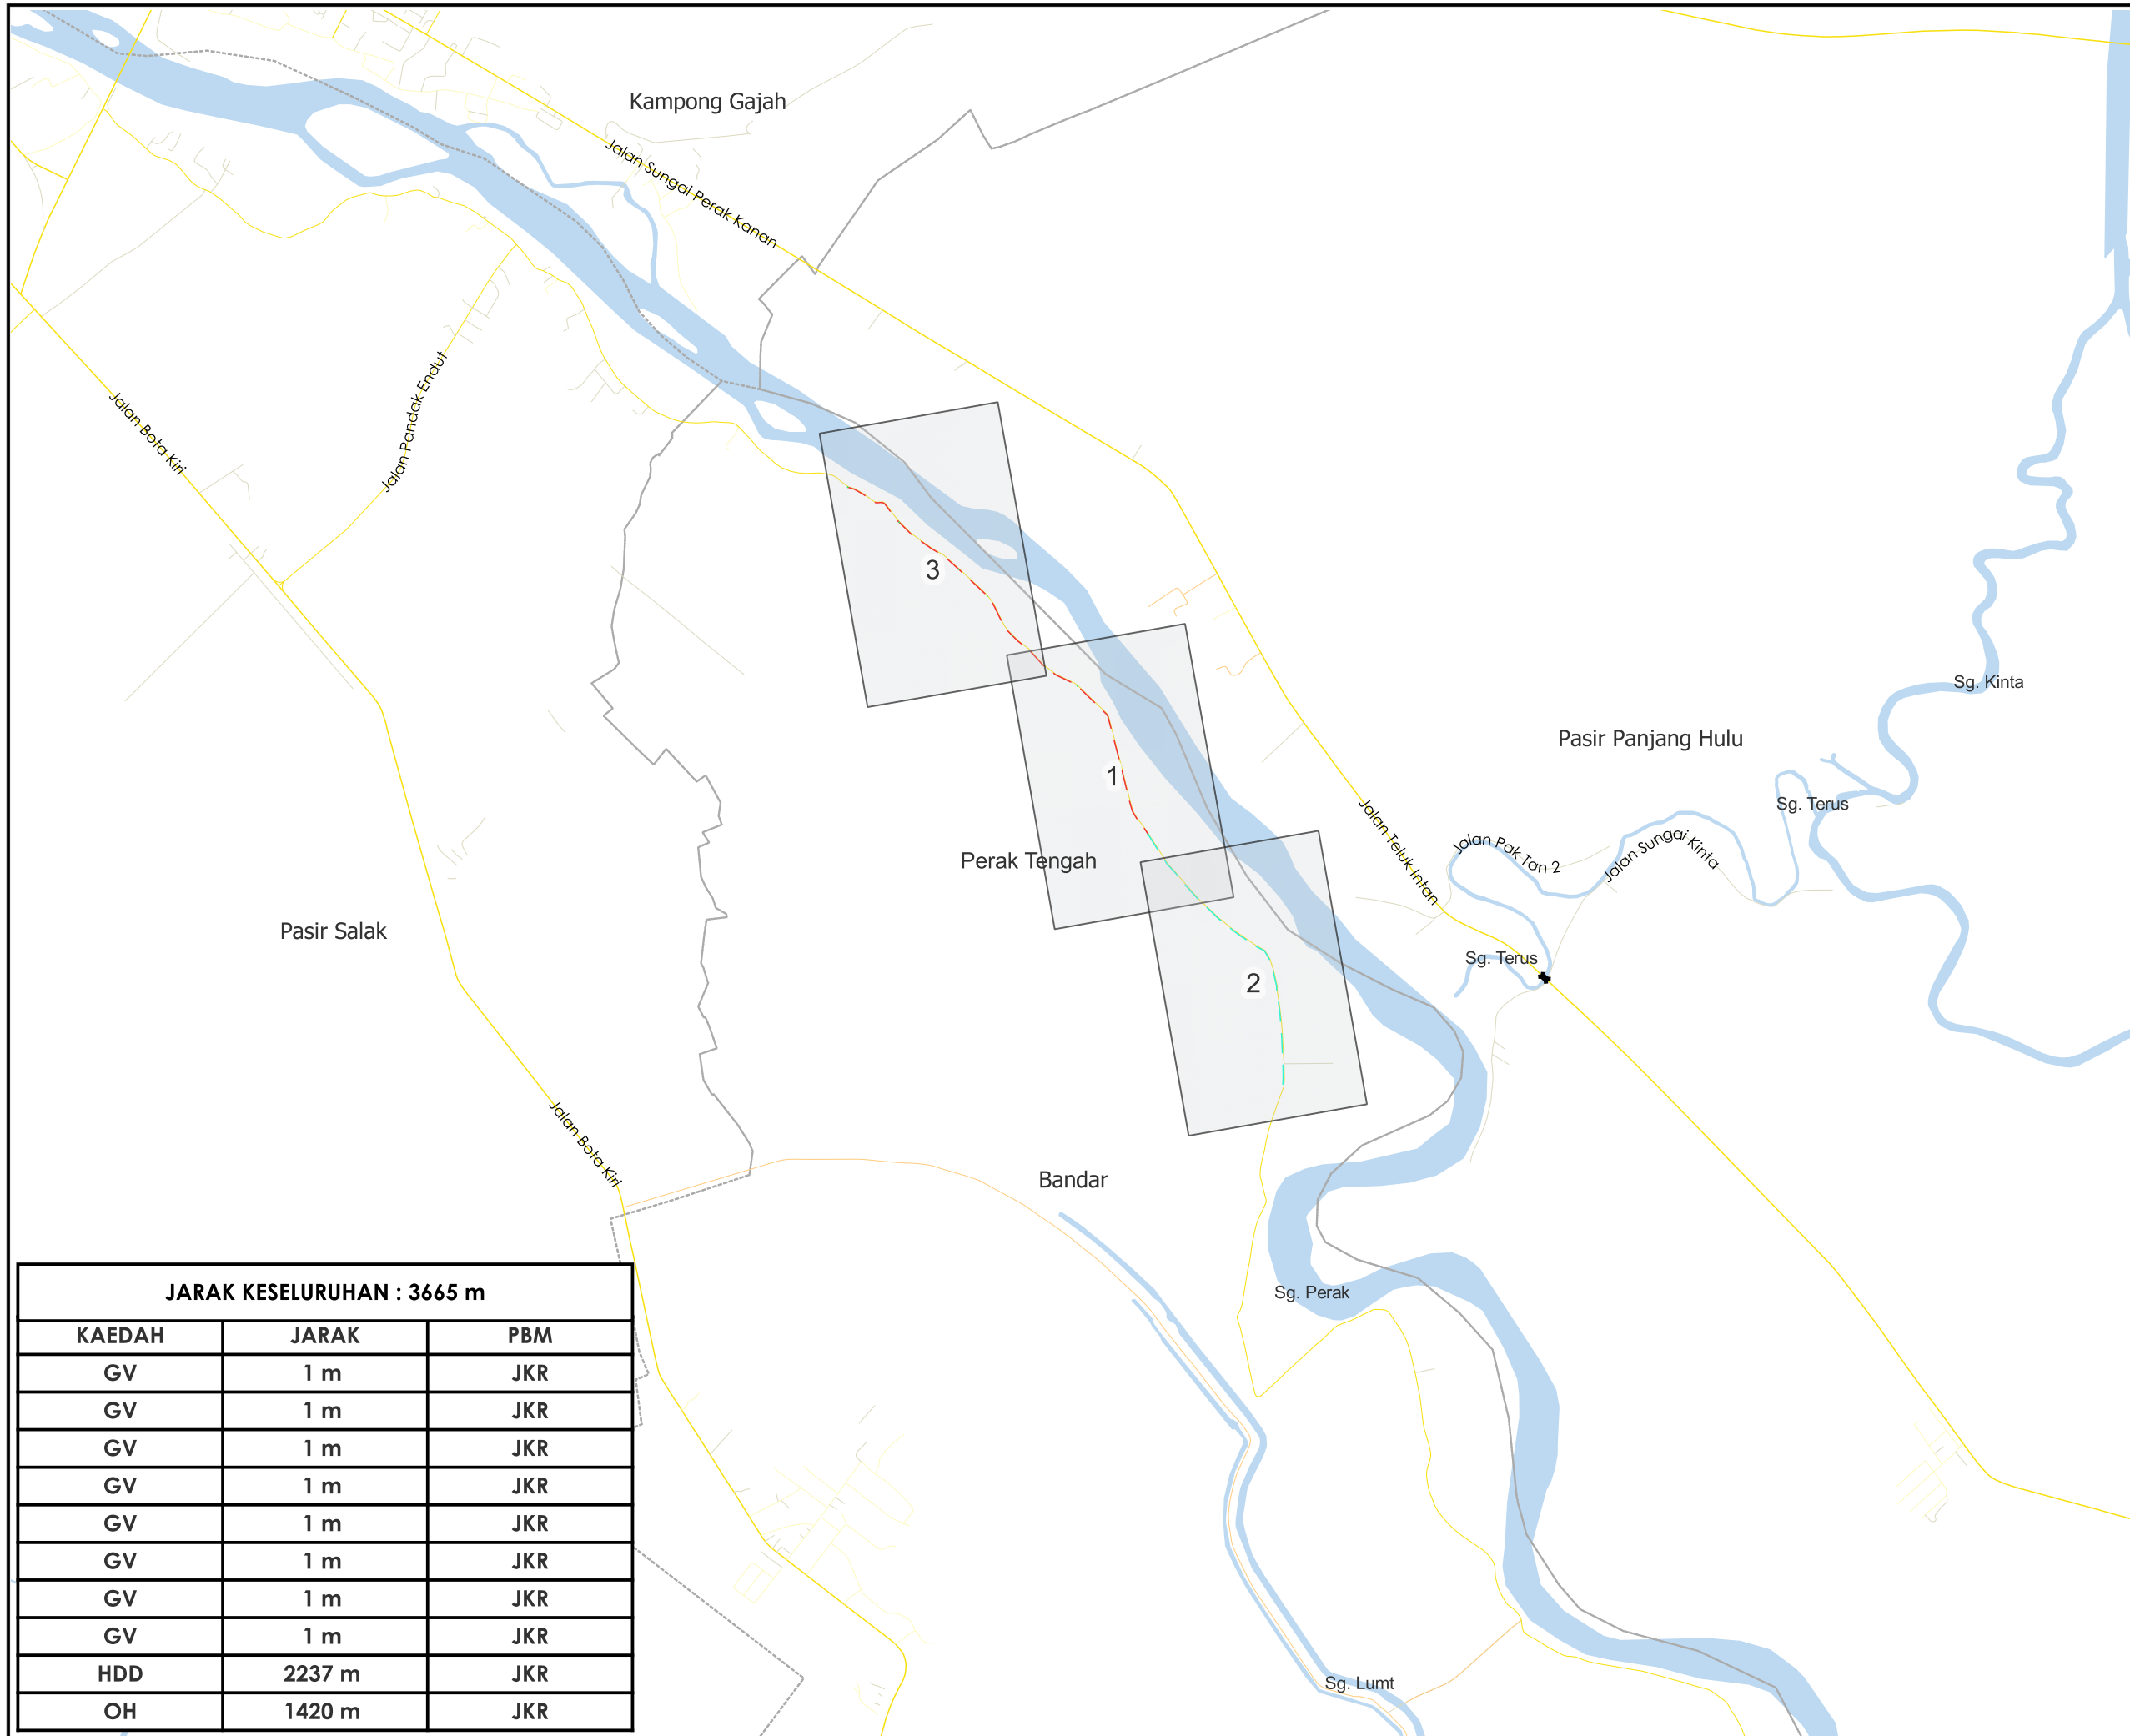 Kampong Gajah
Jalan Sungai Perak Kanan
Jalan Bota Kiri
Jalan Pandak Endut
3
Sg. Kinta
Pasir Panjang Hulu
1
Sg. Terus
Jalan Teluk Intan
Jalan Pak Tan 2
Jalan Sungai Kinta
Perak Tengah
Pasir Salak
Sg. Terus
2
Jalan Bota Kiri
Bandar
Sg. Perak
Sg. Lumt
JARAK KESELURUHAN : 3665 m
KAEDAH JARAK PBM
GV 1 m JKR
GV 1 m JKR
GV 1 m JKR
GV 1 m JKR
GV 1 m JKR
GV 1 m JKR
GV 1 m JKR
GV 1 m JKR
HDD 2237 m JKR
OH 1420 m JKR